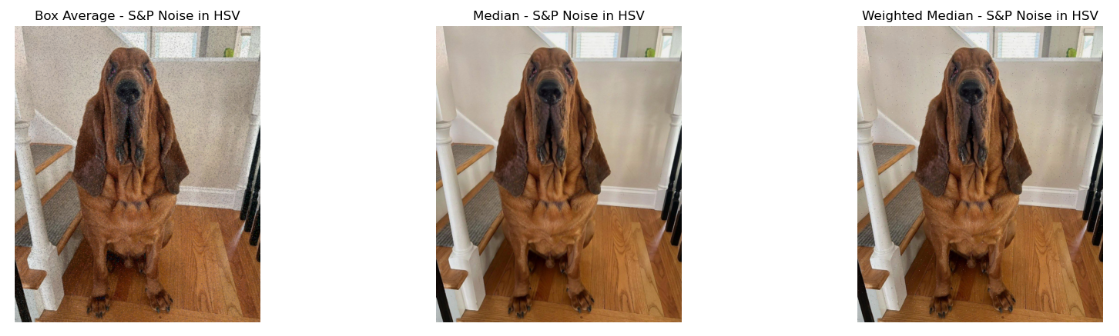 Box Average - S&P Noise in HSV
Median - S&P Noise in HSV
Weighted Median - S&P Noise in HSV